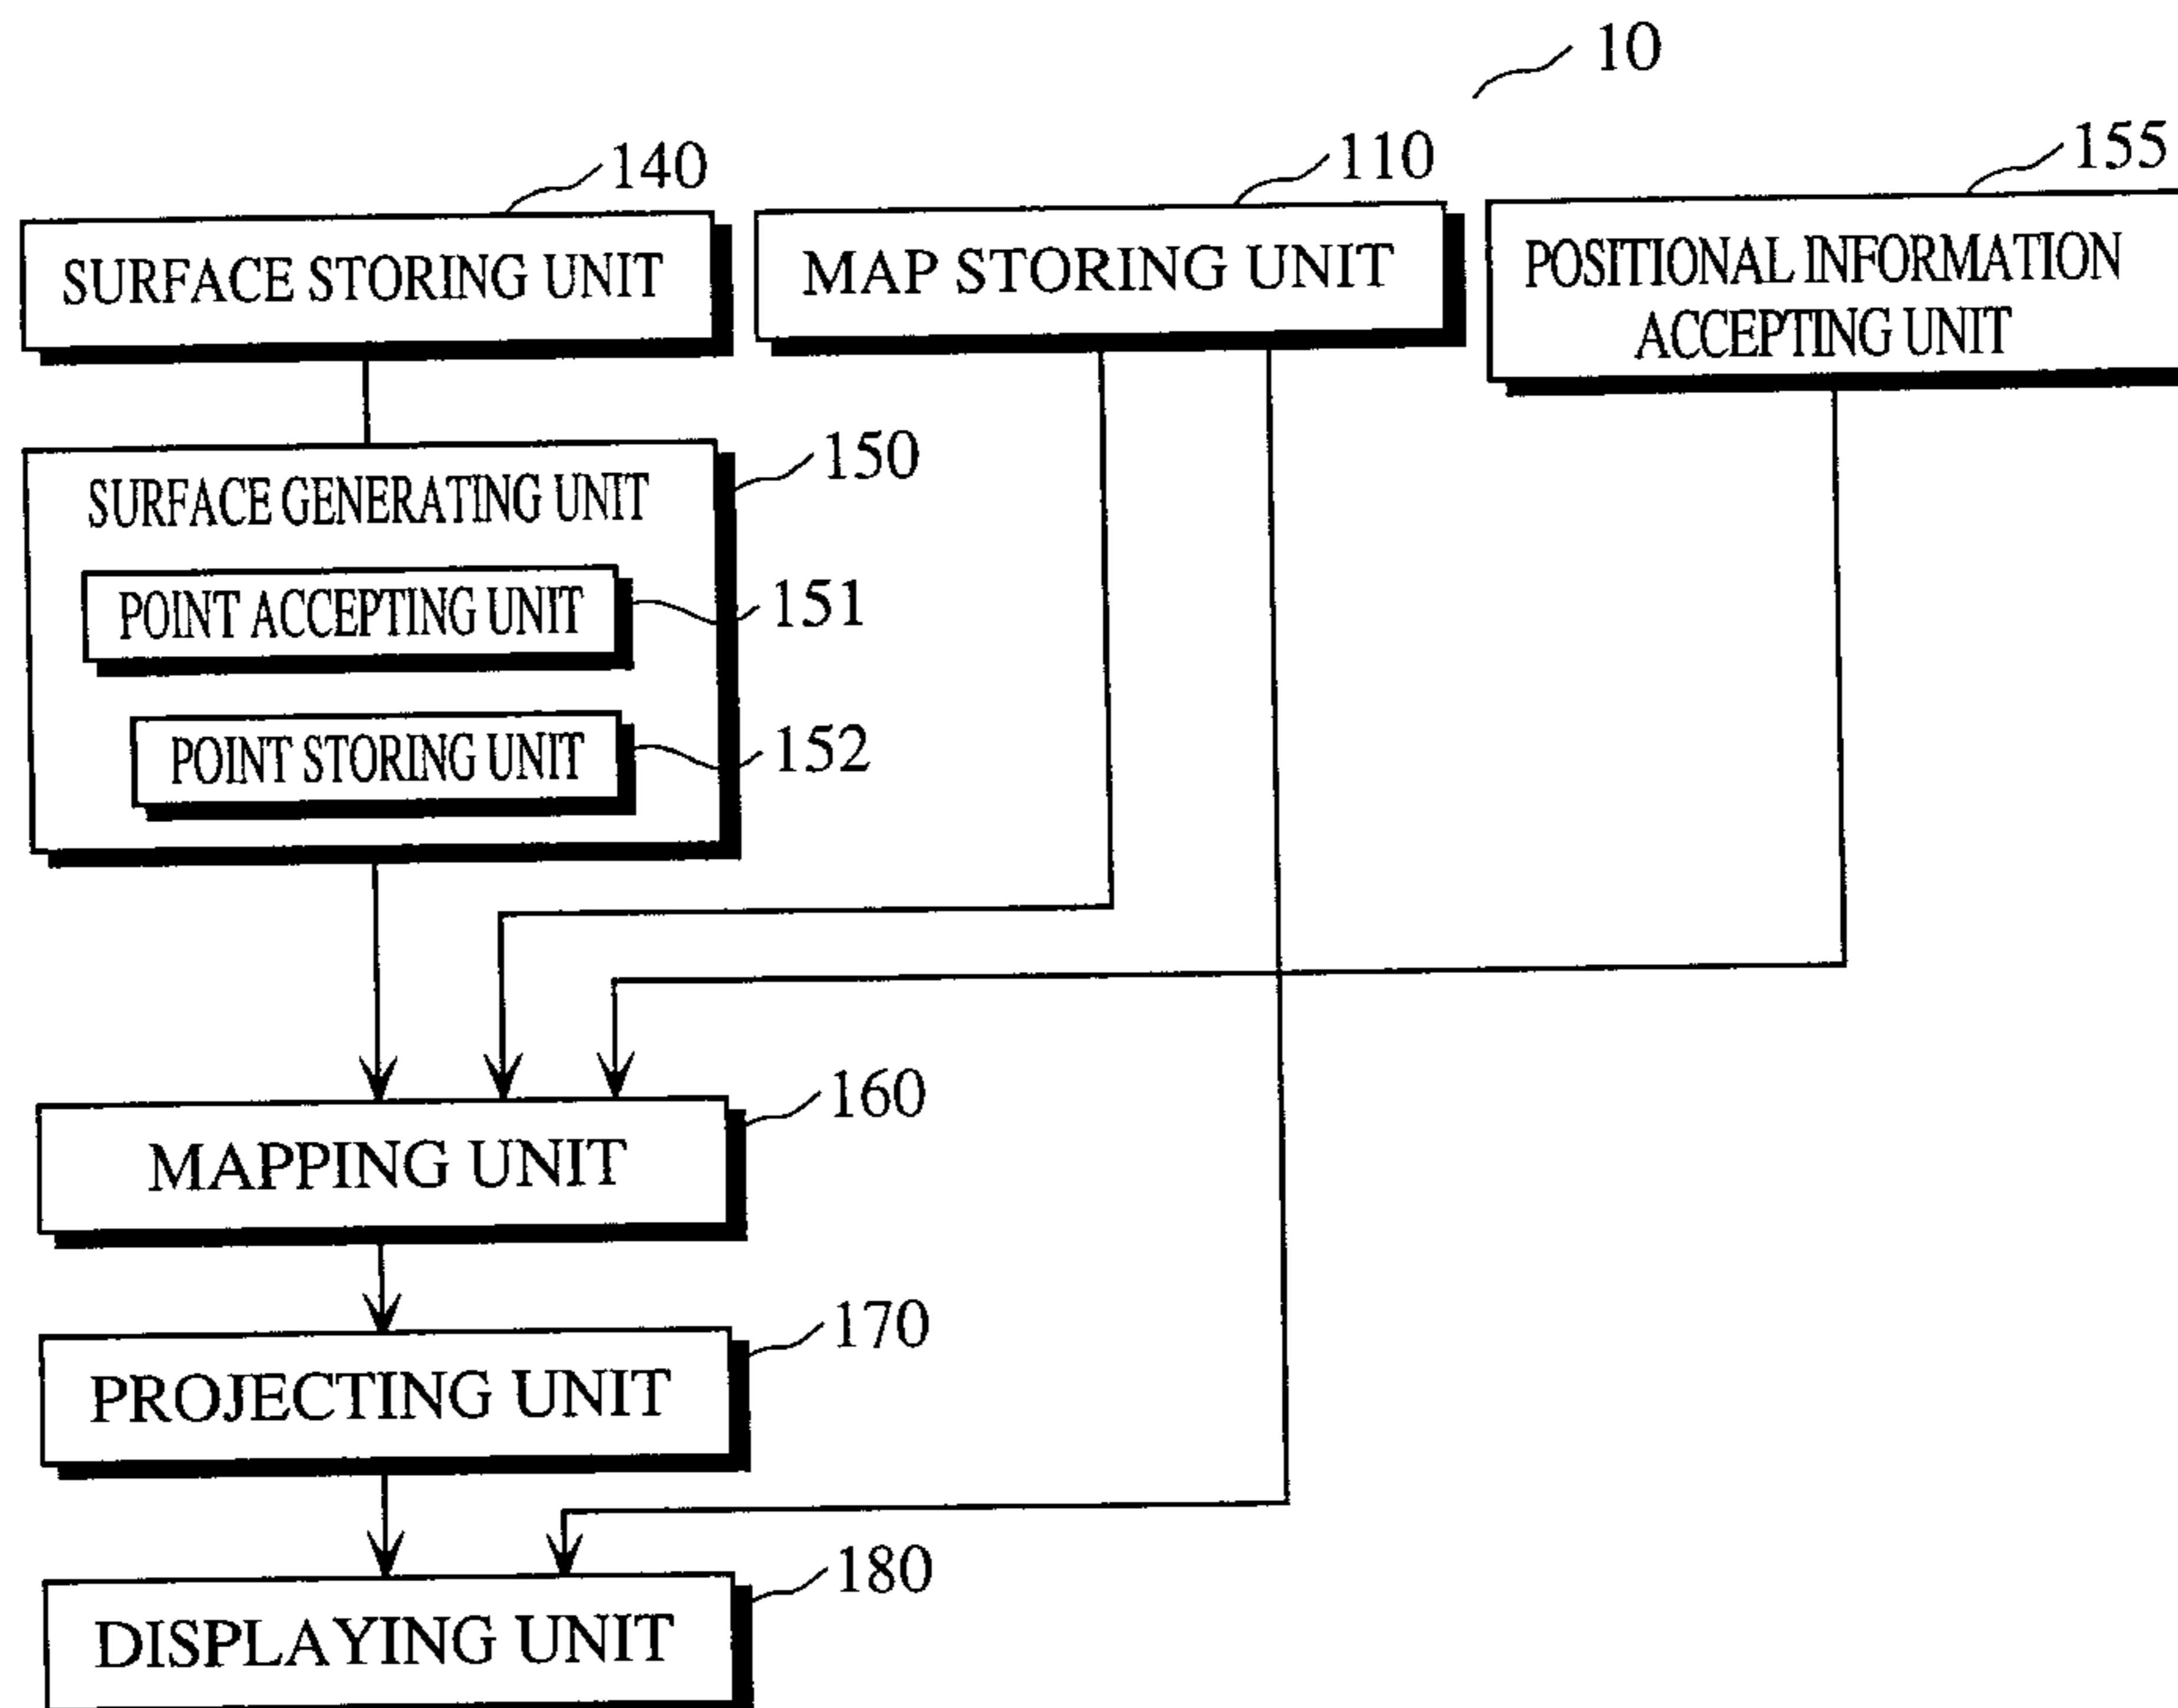 10
140
110
155
SURFACE STORING UNIT
MAP STORING UNIT
POSITIONAL INFORMATION
ACCEPTING UNIT
150
SURFACE GENERATING UNIT
POINT ACCEPTING UNIT
151
POINT STORING UNIT
152
160
MAPPING UNIT
170
PROJECTING UNIT
180
DISPLAYING UNIT